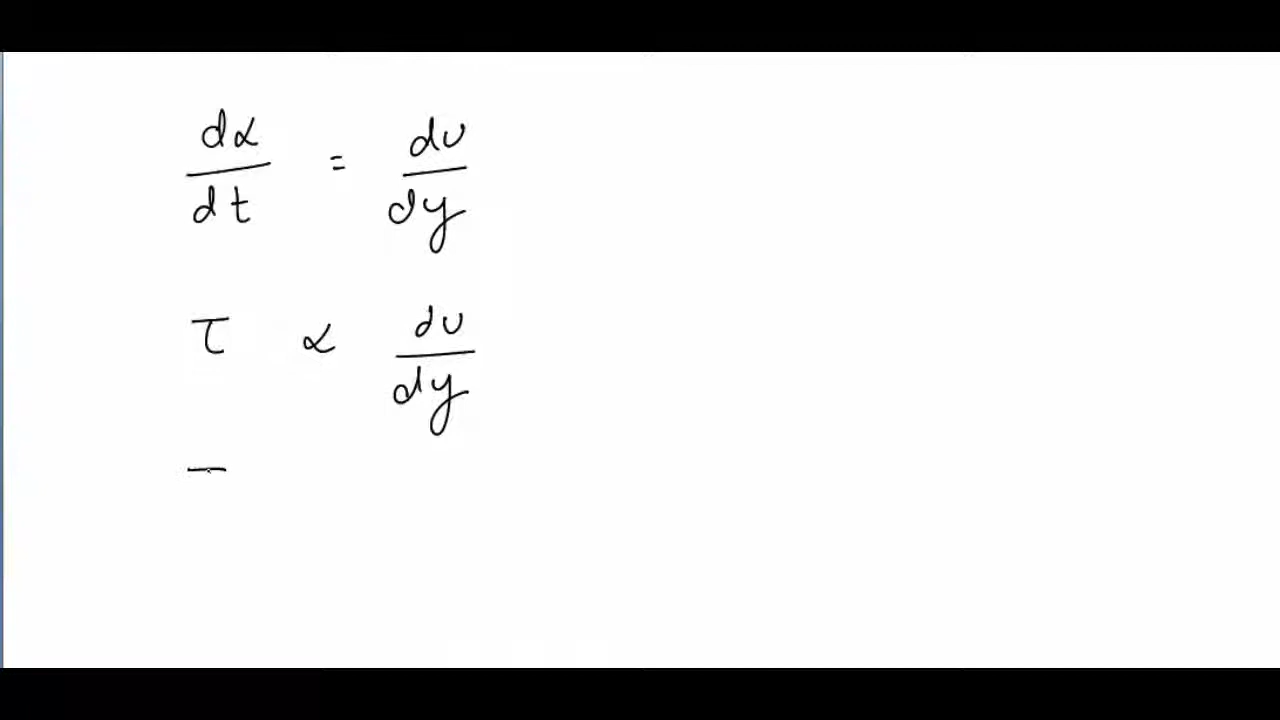 dα/dt = du/dy
τ ∝ du/dy